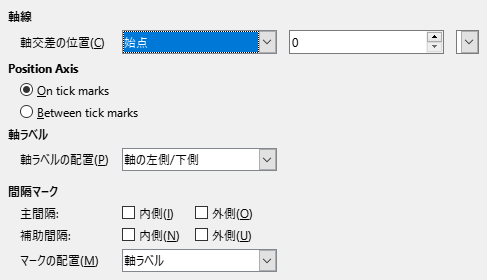 軸線
軸交差の位置(C) 始点 0
Position Axis
On tick marks
Between tick marks
軸ラベル
軸ラベルの配置(P) 軸の左側/下側
間隔マーク
主間隔: 内側(I) 外側(O)
補助間隔: 内側(N) 外側(U)
マークの配置(M) 軸ラベル